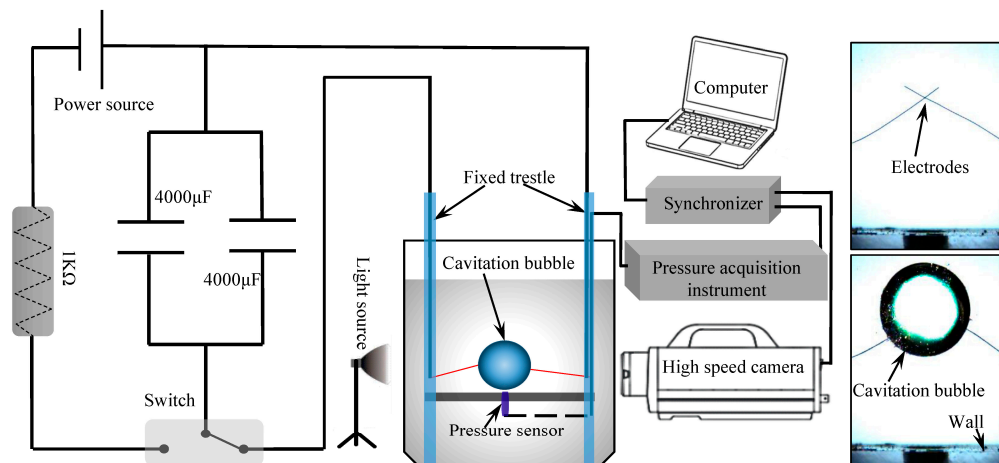 Power source
4000μF
4000μF
1KΩ
Switch
Light source
Fixed trestle
Cavitation bubble
Pressure sensor
Computer
Synchronizer
Pressure acquisition
instrument
High speed camera
Electrodes
Cavitation bubble
Wall